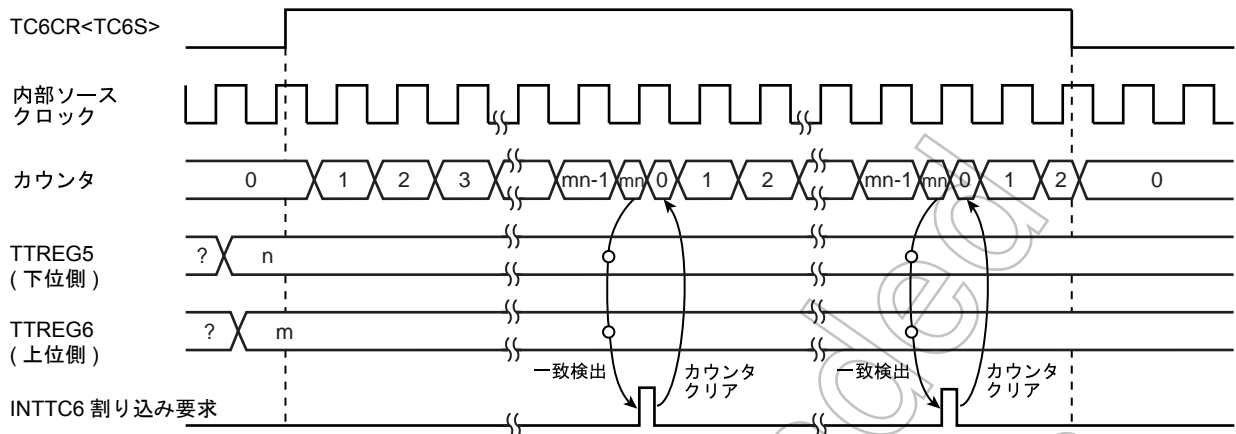 TC6CR<TC6S>
内部ソース
クロック
カウンタ 0 1 2 3 mn-1 mn 0 1 2 mn-1 mn 0 1 2 0
TTREG5 ? n
(下位側)
TTREG6 ? m
(上位側)
一致検出 カウンタ 一致検出 カウンタ
クリア クリア
INTTC6 割り込み要求